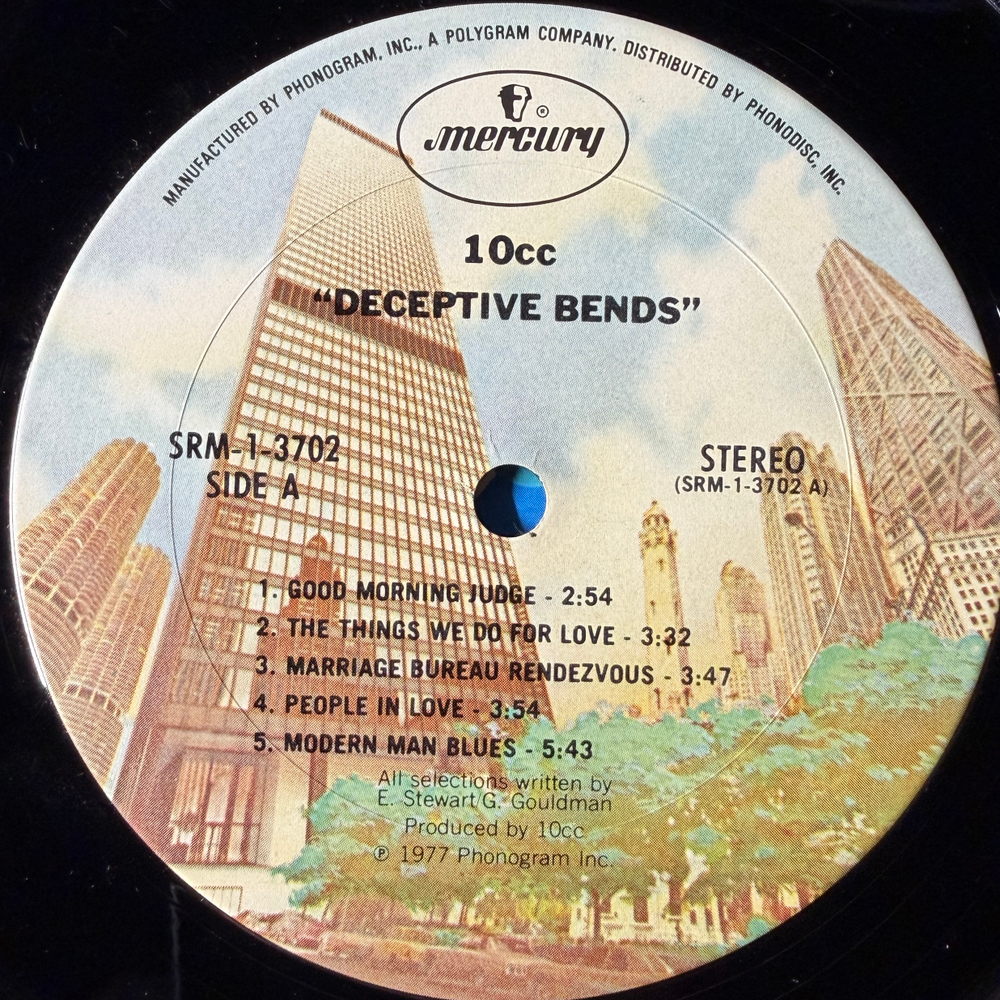 MANUFACTURED BY PHONOGRAM, INC., A POLYGRAM COMPANY. DISTRIBUTED BY PHONODISC, INC.
®
mercury
10cc
“DECEPTIVE BENDS”
SRM-1-3702
SIDE A
STEREO
(SRM-1-3702 A)
1. GOOD MORNING JUDGE - 2:54
2. THE THINGS WE DO FOR LOVE - 3:32
3. MARRIAGE BUREAU RENDEZVOUS - 3:47
4. PEOPLE IN LOVE - 3:54
5. MODERN MAN BLUES - 5:43
All selections written by
E. Stewart/G. Gouldman
Produced by 10cc
℗ 1977 Phonogram Inc.